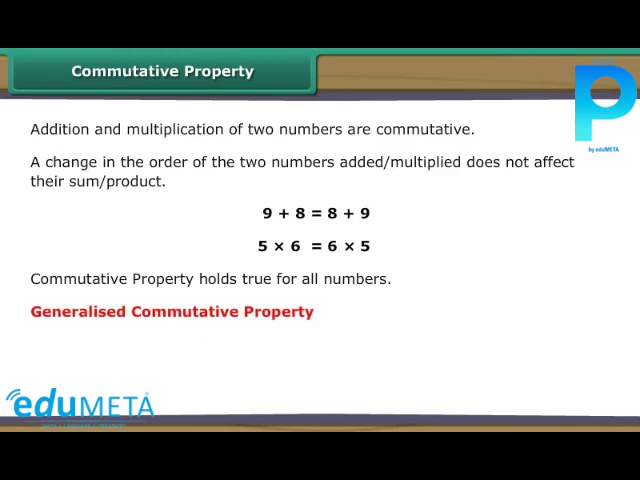 Commutative Property
P
by eduMETA
Addition and multiplication of two numbers are commutative.
A change in the order of the two numbers added/multiplied does not affect
their sum/product.
9 + 8 = 8 + 9
5 × 6 = 6 × 5
Commutative Property holds true for all numbers.
Generalised Commutative Property
eduMETA